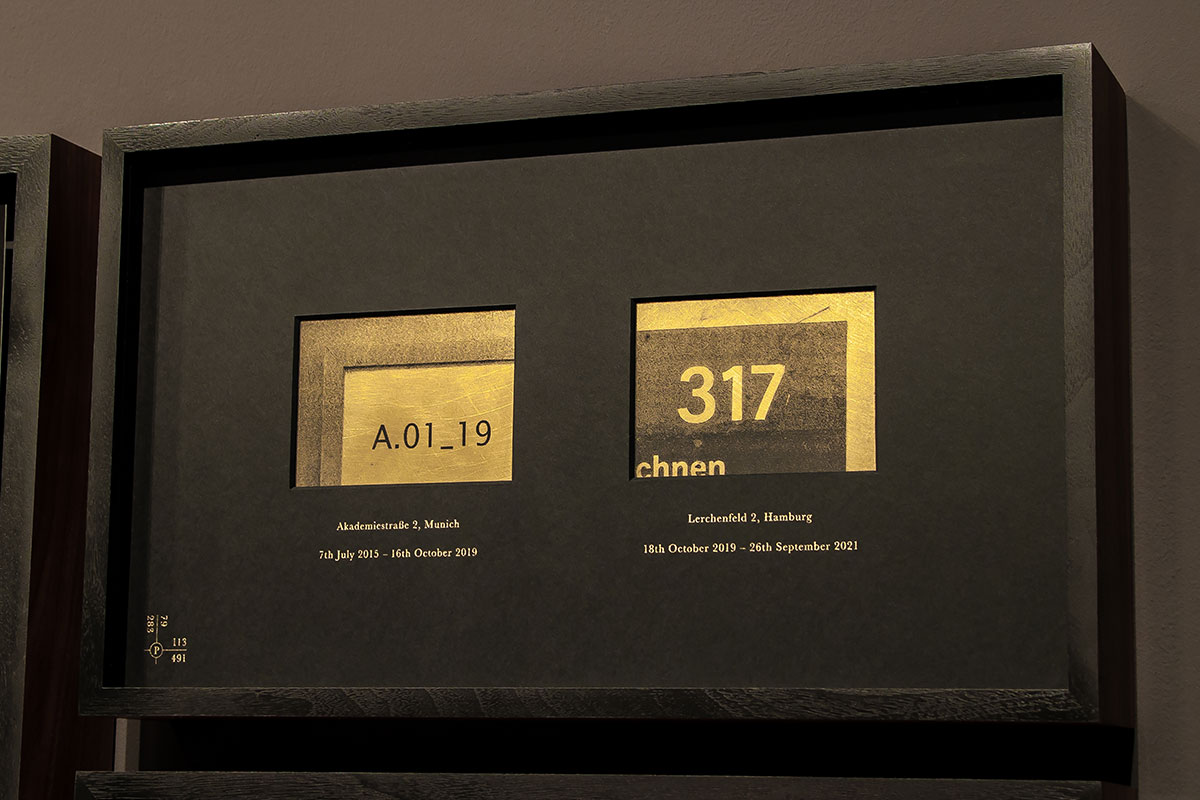 A.01_19
317
chnen
Akademiestraße 2, Munich
7th July 2015 – 16th October 2019
Lerchenfeld 2, Hamburg
18th October 2019 – 26th September 2021
79
283
P
113
491